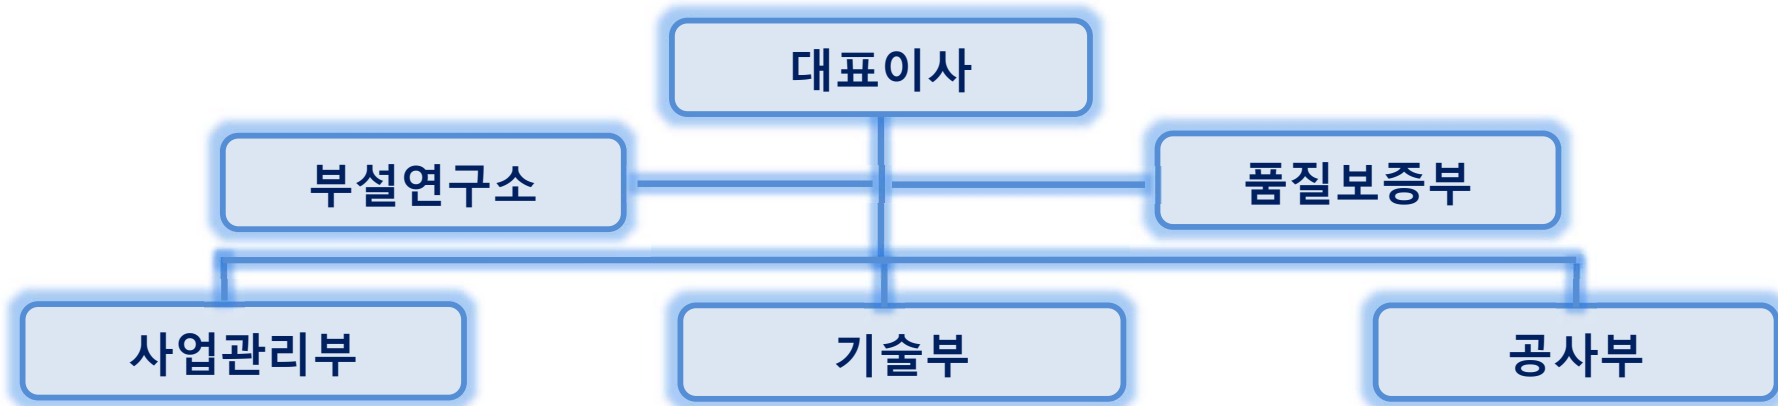 대표이사
부설연구소
품질보증부
사업관리부
기술부
공사부